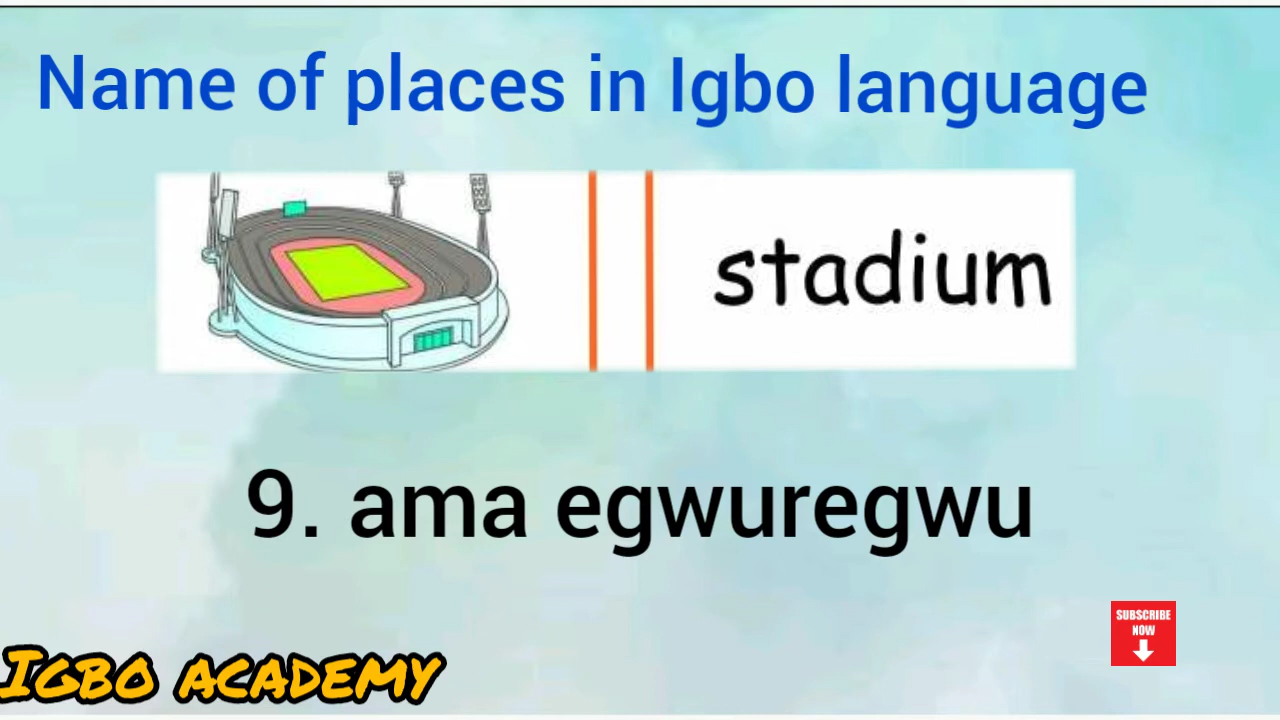 Name of places in Igbo language
stadium
9. ama egwuregwu
IGBO ACADEMY
SUBSCRIBE
NOW